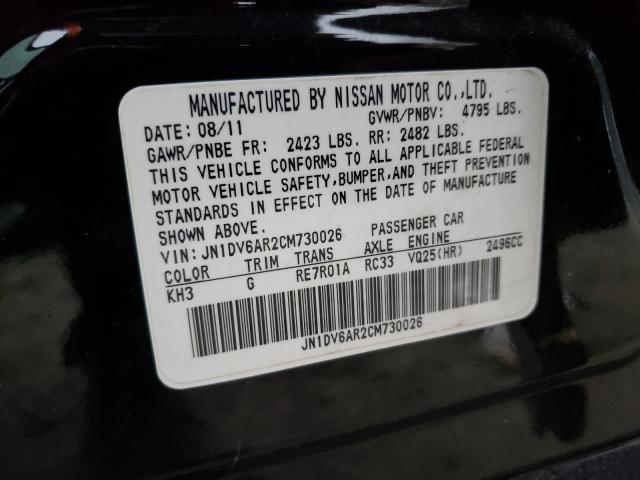 MANUFACTURED BY NISSAN MOTOR CO.,LTD.
DATE: 08/11 GVWR/PNBV: 4795 LBS.
GAWR/PNBE FR: 2423 LBS. RR: 2482 LBS.
THIS VEHICLE CONFORMS TO ALL APPLICABLE FEDERAL
MOTOR VEHICLE SAFETY,BUMPER,AND THEFT PREVENTION
STANDARDS IN EFFECT ON THE DATE OF MANUFACTURE
SHOWN ABOVE.
VIN: JN1DV6AR2CM730026 PASSENGER CAR
COLOR TRIM TRANS AXLE ENGINE
KH3 G RE7R01A RC33 VQ25(HR) 2496CC
JN1DV6AR2CM730026